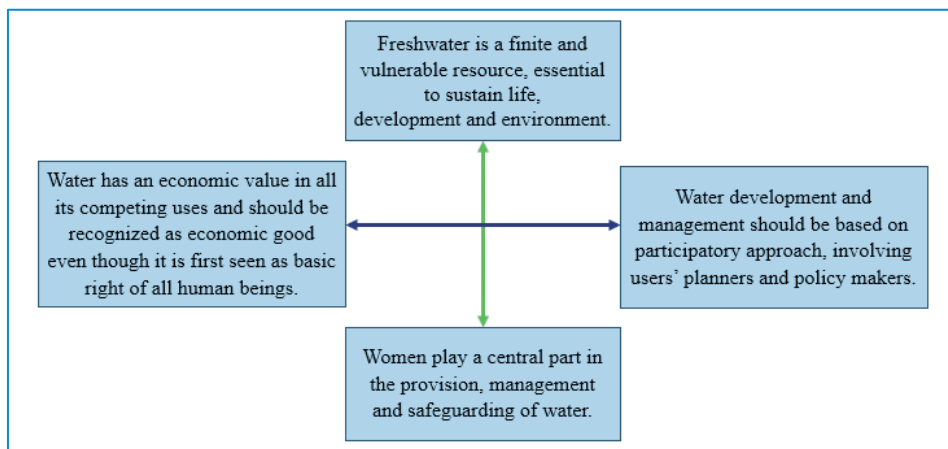 Freshwater is a finite and
vulnerable resource, essential
to sustain life,
development and environment.
Water has an economic value in all
its competing uses and should be
recognized as economic good
even though it is first seen as basic
right of all human beings.
Water development and
management should be based on
participatory approach, involving
users’ planners and policy makers.
Women play a central part in
the provision, management
and safeguarding of water.